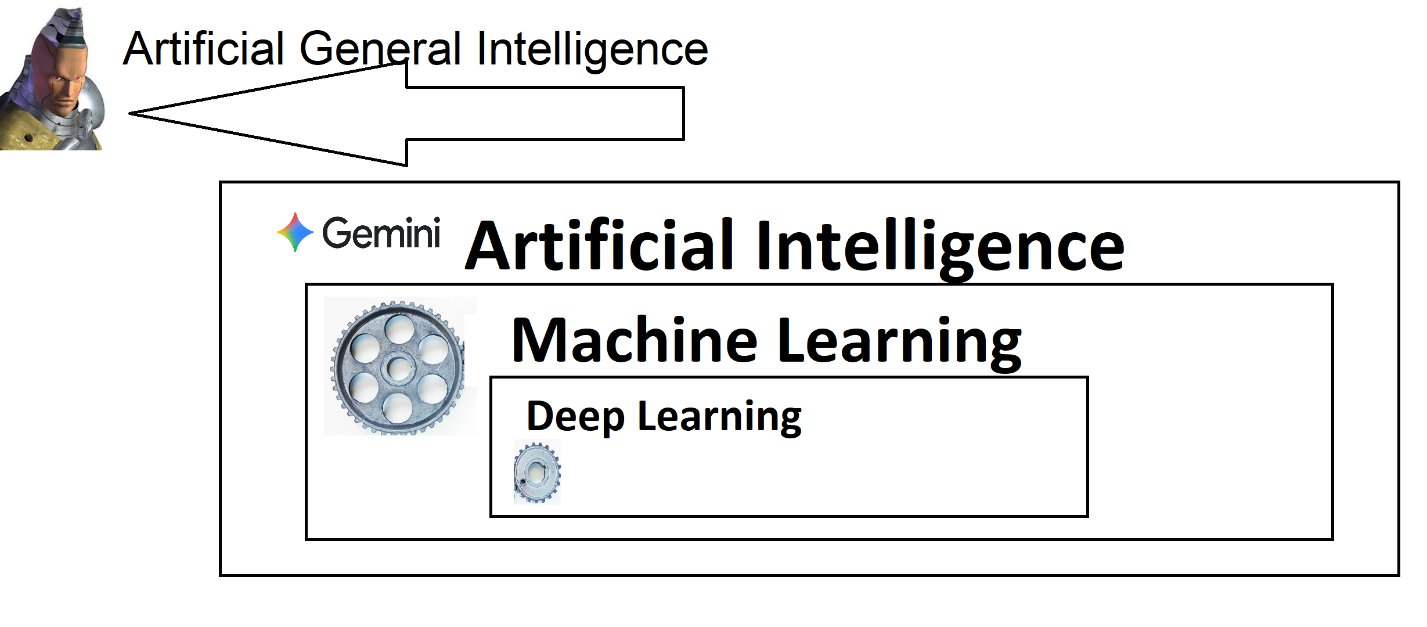 Artificial General Intelligence
Gemini
Artificial Intelligence
Machine Learning
Deep Learning